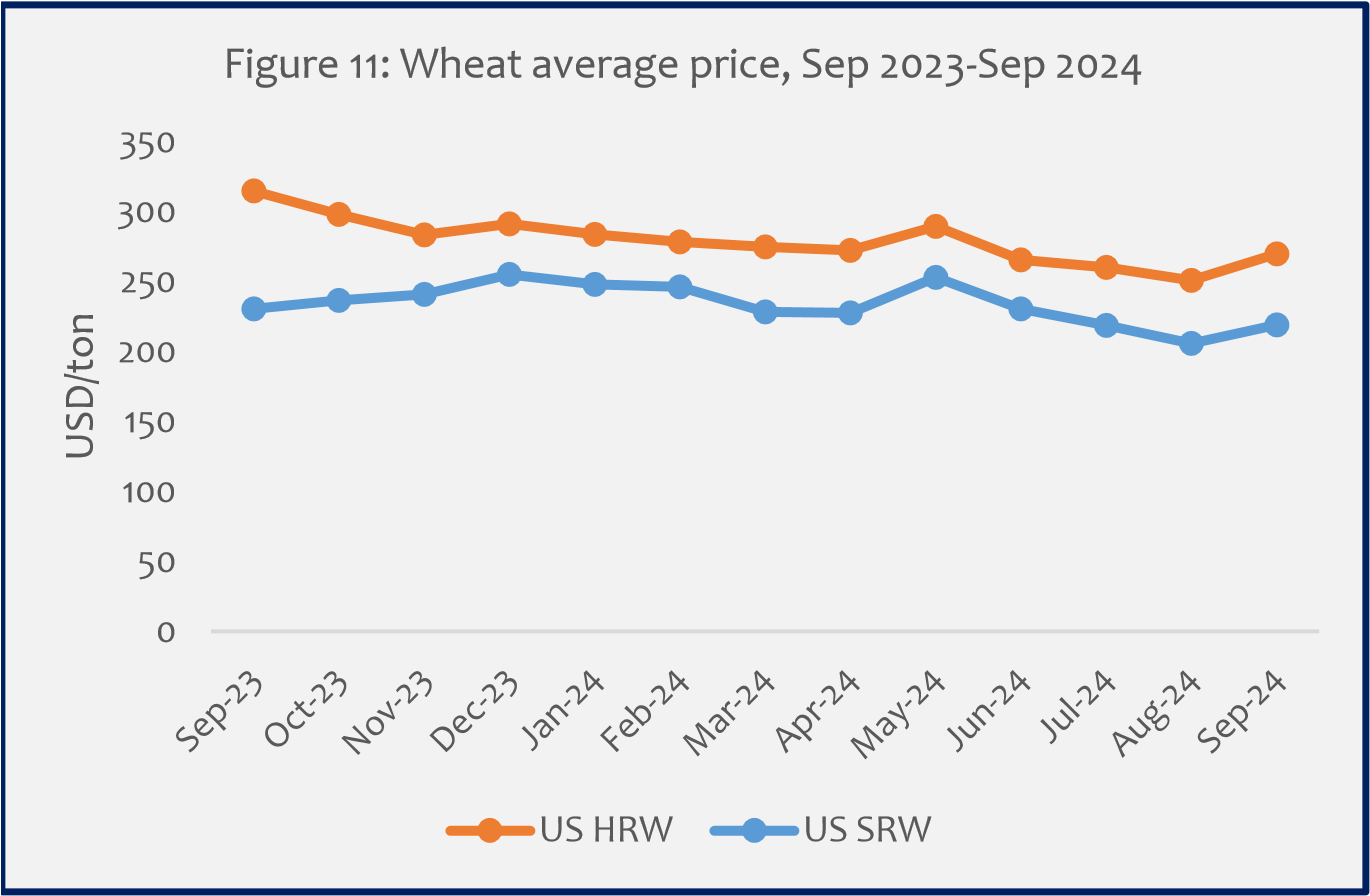 Figure 11: Wheat average price, Sep 2023-Sep 2024
350
300
250
200
150
100
50
0
USD/ton
Sep-23
Oct-23
Nov-23
Dec-23
Jan-24
Feb-24
Mar-24
Apr-24
May-24
Jun-24
Jul-24
Aug-24
Sep-24
US HRW
US SRW